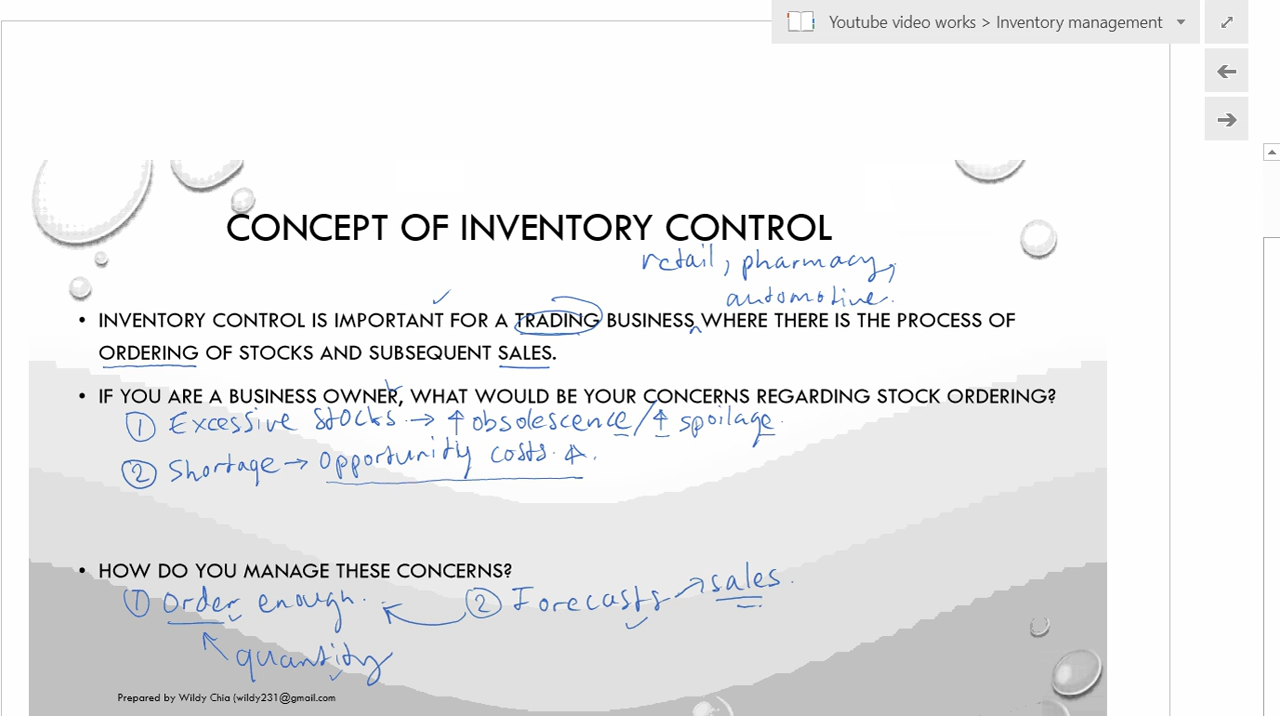 Youtube video works > Inventory management
CONCEPT OF INVENTORY CONTROL
retail, pharmacy,
automotive.
• INVENTORY CONTROL IS IMPORTANT FOR A TRADING BUSINESS WHERE THERE IS THE PROCESS OF
ORDERING OF STOCKS AND SUBSEQUENT SALES.
• IF YOU ARE A BUSINESS OWNER, WHAT WOULD BE YOUR CONCERNS REGARDING STOCK ORDERING?
① Excessive stocks → ↑ obsolescence/↑ spoilage.
② Shortage → opportunity costs ↑.
• HOW DO YOU MANAGE THESE CONCERNS?
① Order enough. ② Forecasts → sales.
quantity
Prepared by Wildy Chia (wildy231@gmail.com